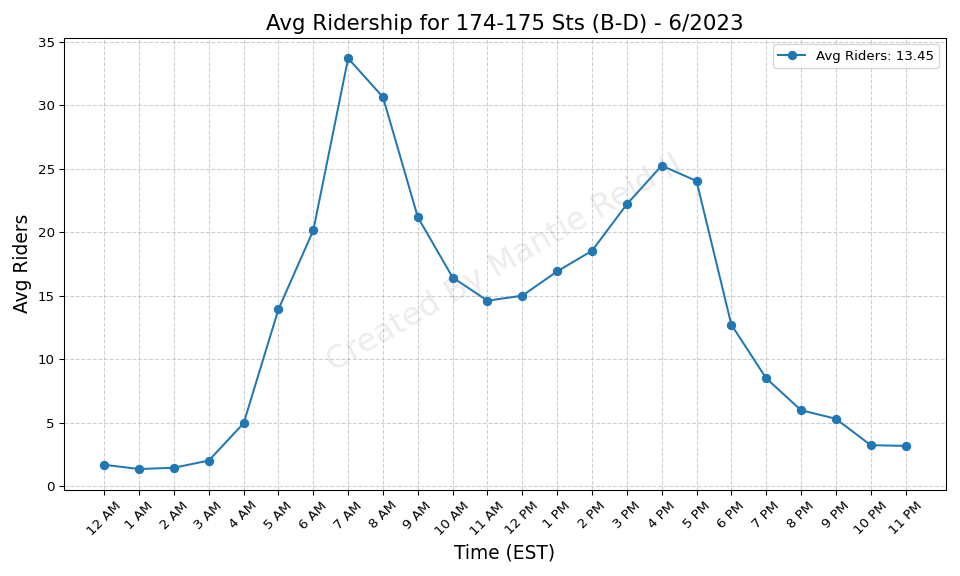 Avg Ridership for 174-175 Sts (B-D) - 6/2023
Avg Riders: 13.45
35
30
25
20
15
10
5
0
Avg Riders
Created By Mantie Reid II
12 AM
1 AM
2 AM
3 AM
4 AM
5 AM
6 AM
7 AM
8 AM
9 AM
10 AM
11 AM
12 PM
1 PM
2 PM
3 PM
4 PM
5 PM
6 PM
7 PM
8 PM
9 PM
10 PM
11 PM
Time (EST)